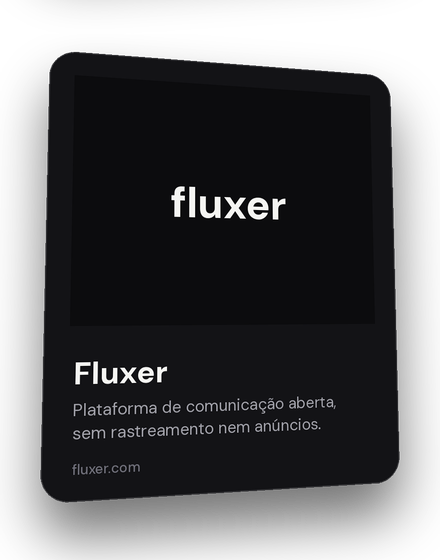 fluxer
Fluxer
Plataforma de comunicação aberta,
sem rastreamento nem anúncios.
fluxer.com